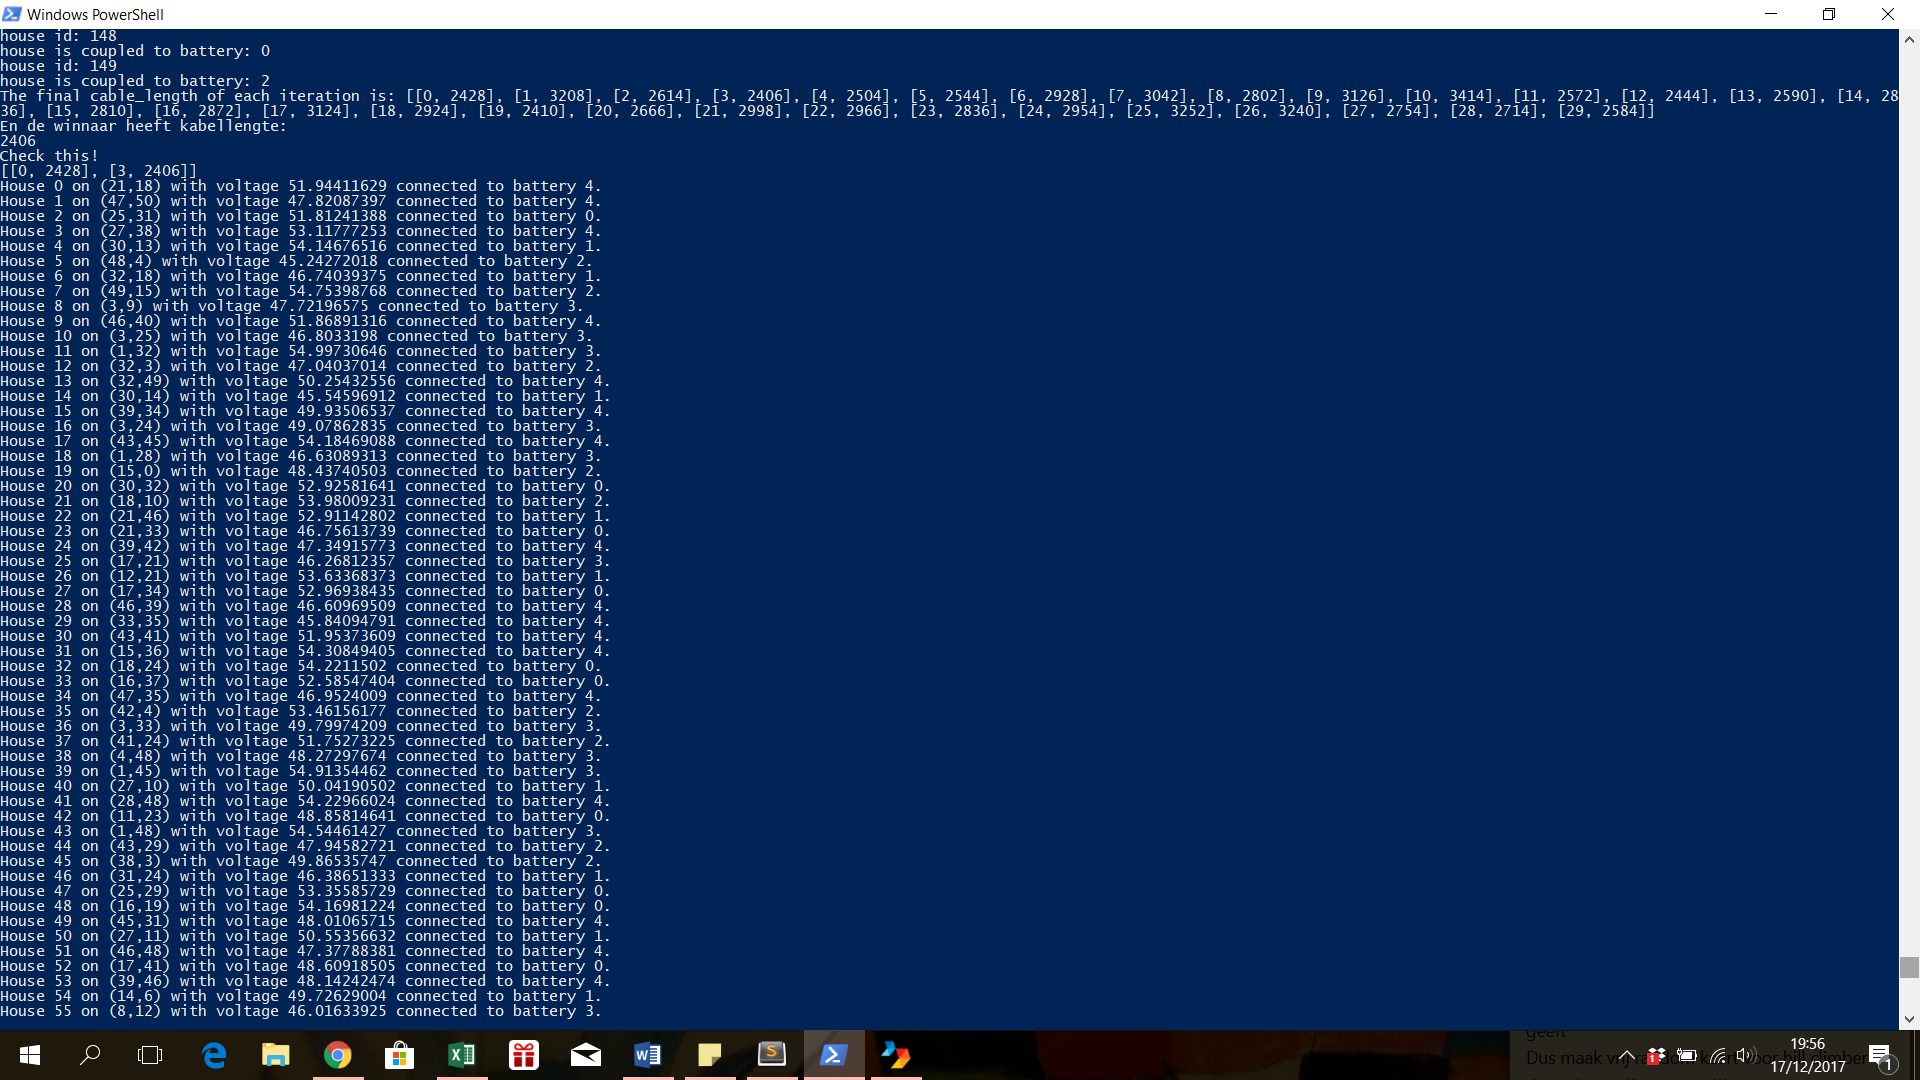 Windows PowerShell
house id: 148
house is coupled to battery: 0
house id: 149
house is coupled to battery: 2
The final cable_length of each iteration is: [[0, 2428], [1, 3208], [2, 2614], [3, 2406], [4, 2504], [5, 2544], [6, 2928], [7, 3042], [8, 2802], [9, 3126], [10, 3414], [11, 2572], [12, 2444], [13, 2590], [14, 28
36], [15, 2810], [16, 2872], [17, 3124], [18, 2924], [19, 2410], [20, 2666], [21, 2998], [22, 2966], [23, 2836], [24, 2954], [25, 3252], [26, 3240], [27, 2754], [28, 2714], [29, 2584]]
En de winnaar heeft kabellengte:
2406
Check this!
[[0, 2428], [3, 2406]]
House 0 on (21,18) with voltage 51.94411629 connected to battery 4.
House 1 on (47,50) with voltage 47.82087397 connected to battery 4.
House 2 on (25,31) with voltage 51.81241388 connected to battery 0.
House 3 on (27,38) with voltage 53.11777253 connected to battery 4.
House 4 on (30,13) with voltage 54.14676516 connected to battery 1.
House 5 on (48,4) with voltage 45.24272018 connected to battery 2.
House 6 on (32,18) with voltage 46.74039375 connected to battery 1.
House 7 on (49,15) with voltage 54.75398768 connected to battery 2.
House 8 on (3,9) with voltage 47.72196575 connected to battery 3.
House 9 on (46,40) with voltage 51.86891316 connected to battery 4.
House 10 on (3,25) with voltage 46.8033198 connected to battery 3.
House 11 on (1,32) with voltage 54.99730646 connected to battery 3.
House 12 on (32,3) with voltage 47.04037014 connected to battery 2.
House 13 on (32,49) with voltage 50.25432556 connected to battery 4.
House 14 on (30,14) with voltage 45.54596912 connected to battery 1.
House 15 on (39,34) with voltage 49.93506537 connected to battery 4.
House 16 on (3,24) with voltage 49.07862835 connected to battery 3.
House 17 on (43,45) with voltage 54.18469088 connected to battery 4.
House 18 on (1,28) with voltage 46.63089313 connected to battery 3.
House 19 on (15,0) with voltage 48.43740503 connected to battery 2.
House 20 on (30,32) with voltage 52.92581641 connected to battery 0.
House 21 on (18,10) with voltage 53.98009231 connected to battery 2.
House 22 on (21,46) with voltage 52.91142802 connected to battery 1.
House 23 on (21,33) with voltage 46.75613739 connected to battery 0.
House 24 on (39,42) with voltage 47.34915773 connected to battery 4.
House 25 on (17,21) with voltage 46.26812357 connected to battery 3.
House 26 on (12,21) with voltage 53.63368373 connected to battery 1.
House 27 on (17,34) with voltage 52.96938435 connected to battery 0.
House 28 on (46,39) with voltage 46.60969509 connected to battery 4.
House 29 on (33,35) with voltage 45.84094791 connected to battery 4.
House 30 on (43,41) with voltage 51.95373609 connected to battery 4.
House 31 on (15,36) with voltage 54.30849405 connected to battery 4.
House 32 on (18,24) with voltage 54.2211502 connected to battery 0.
House 33 on (16,37) with voltage 52.58547404 connected to battery 0.
House 34 on (47,35) with voltage 46.9524009 connected to battery 4.
House 35 on (42,4) with voltage 53.46156177 connected to battery 2.
House 36 on (3,33) with voltage 49.79974209 connected to battery 3.
House 37 on (41,24) with voltage 51.75273225 connected to battery 2.
House 38 on (4,48) with voltage 48.27297674 connected to battery 3.
House 39 on (1,45) with voltage 54.91354462 connected to battery 3.
House 40 on (27,10) with voltage 50.04190502 connected to battery 1.
House 41 on (28,48) with voltage 54.22966024 connected to battery 4.
House 42 on (11,23) with voltage 48.85814641 connected to battery 0.
House 43 on (1,48) with voltage 54.54461427 connected to battery 3.
House 44 on (43,29) with voltage 47.94582721 connected to battery 2.
House 45 on (38,3) with voltage 49.86535747 connected to battery 2.
House 46 on (31,24) with voltage 46.38651333 connected to battery 1.
House 47 on (25,29) with voltage 53.35585729 connected to battery 0.
House 48 on (16,19) with voltage 54.16981224 connected to battery 0.
House 49 on (45,31) with voltage 48.01065715 connected to battery 4.
House 50 on (27,11) with voltage 50.55356632 connected to battery 1.
House 51 on (46,48) with voltage 47.37788381 connected to battery 4.
House 52 on (17,41) with voltage 48.60918505 connected to battery 0.
House 53 on (39,46) with voltage 48.14242474 connected to battery 4.
House 54 on (14,6) with voltage 49.72629004 connected to battery 1.
House 55 on (8,12) with voltage 46.01633925 connected to battery 3.
geeft
Dus maak vrij hill climber
19:56
17/12/2017
1